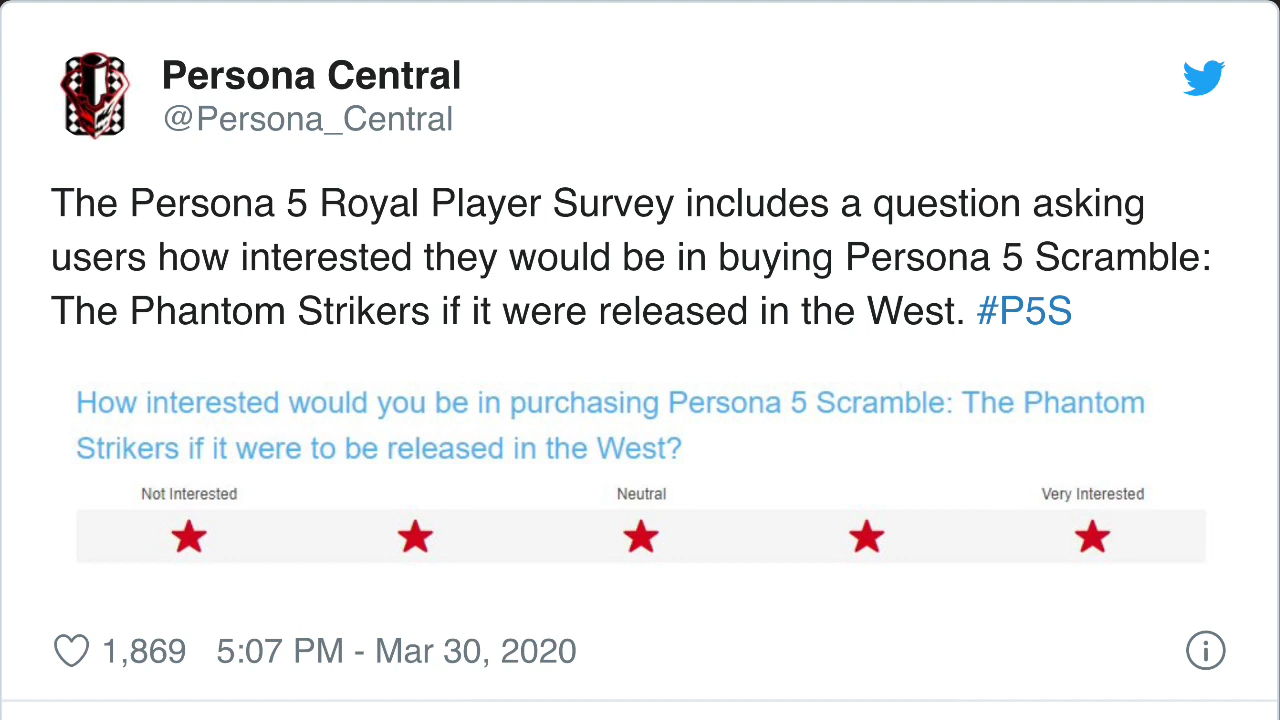 Persona Central
@Persona_Central
The Persona 5 Royal Player Survey includes a question asking
users how interested they would be in buying Persona 5 Scramble:
The Phantom Strikers if it were released in the West. #P5S
How interested would you be in purchasing Persona 5 Scramble: The Phantom
Strikers if it were to be released in the West?
Not Interested Neutral Very Interested
1,869 5:07 PM - Mar 30, 2020